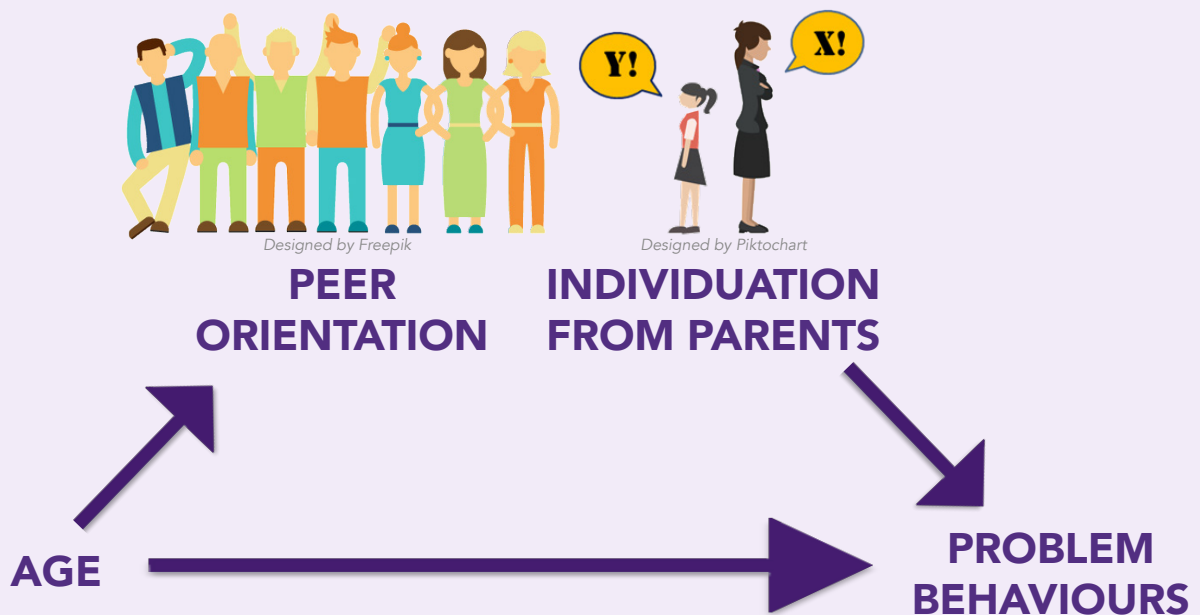 Y!
X!
Designed by Freepik
Designed by Piktochart
PEER
ORIENTATION
INDIVIDUATION
FROM PARENTS
AGE
PROBLEM
BEHAVIOURS